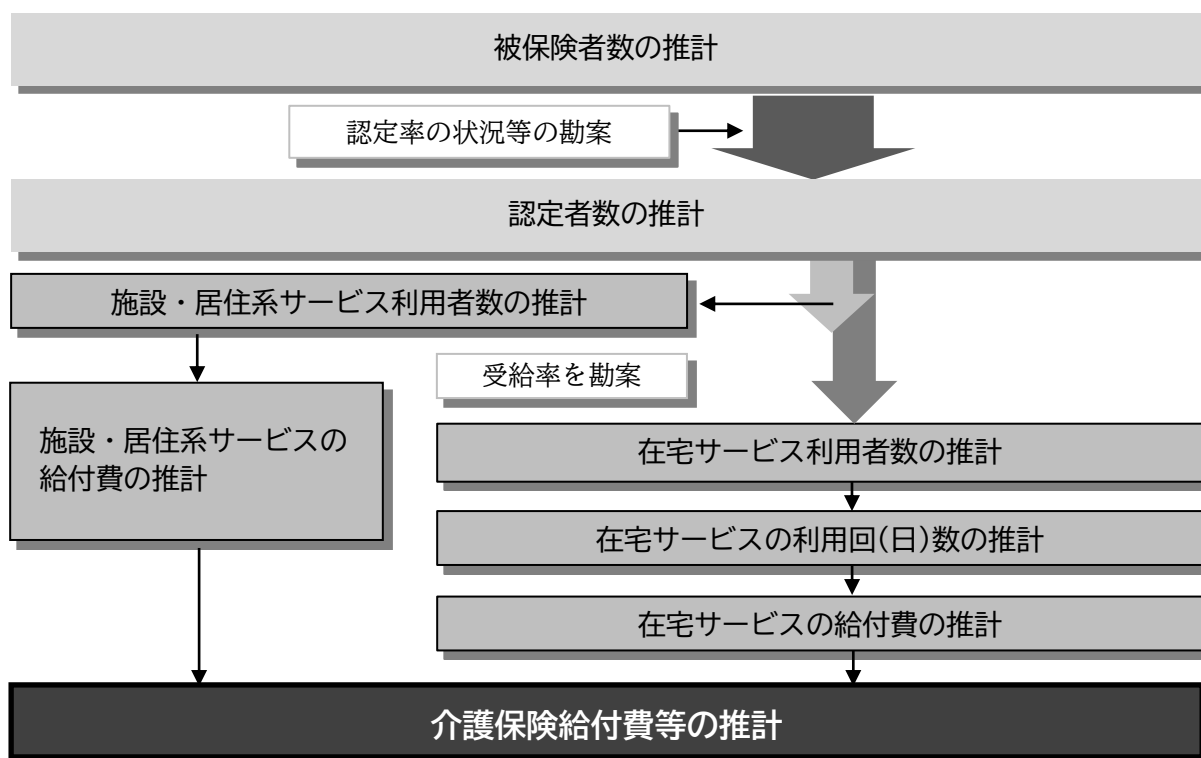 被保険者数の推計
認定率の状況等の勘案
認定者数の推計
施設・居住系サービス利用者数の推計
受給率を勘案
施設・居住系サービスの
給付費の推計
在宅サービス利用者数の推計
在宅サービスの利用回(日)数の推計
在宅サービスの給付費の推計
介護保険給付費等の推計